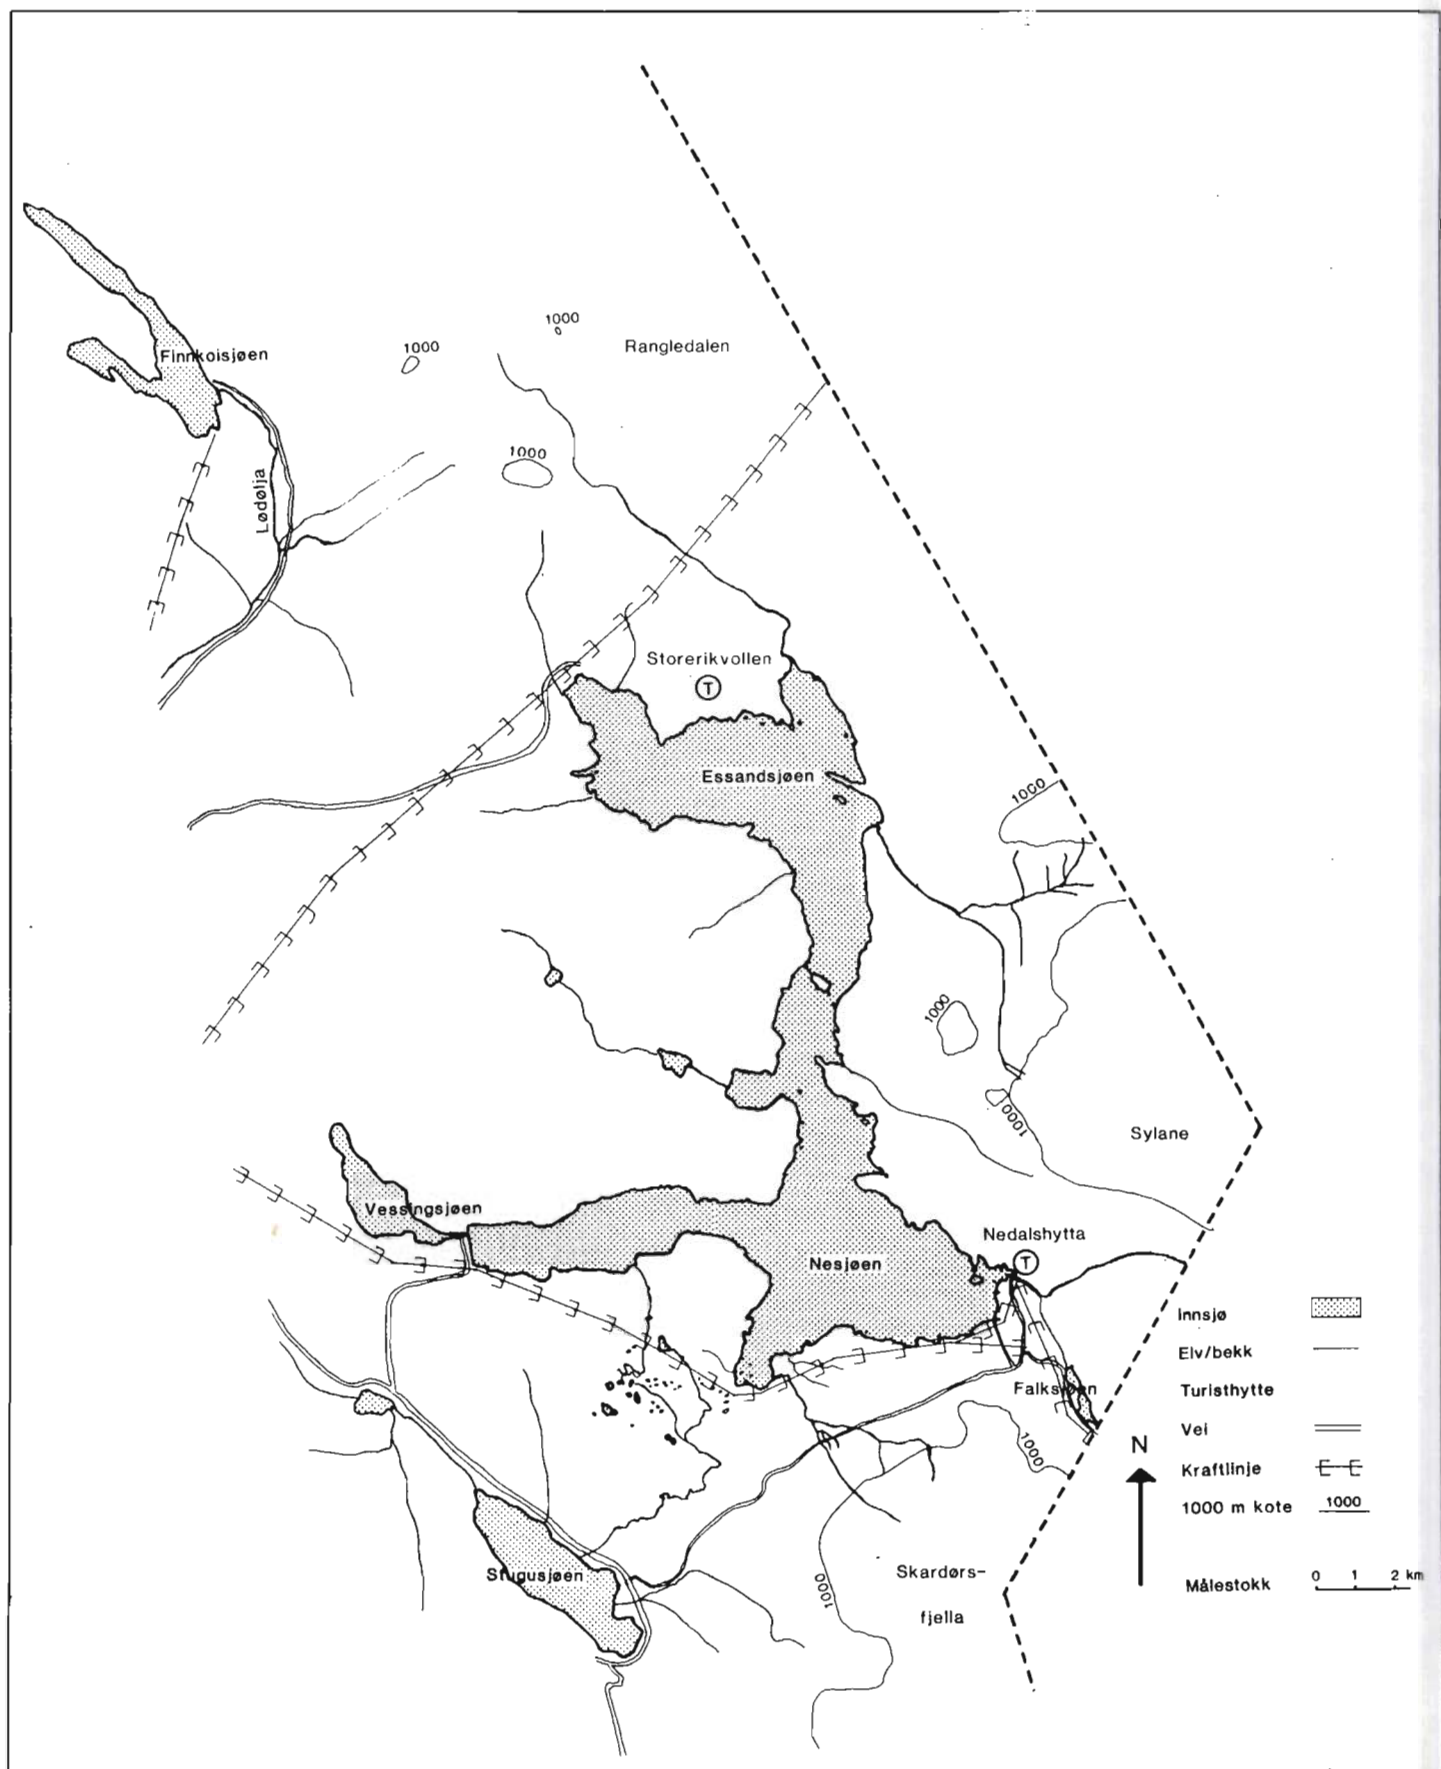 1000
1000
Rangledalen
Finnkoisjøen
1000
Lødølja
Storerikvollen
T
Essandsjøen
1000
1000
1000
Sylane
Vessingsjøen
Nedalshytta
T
Nesjøen
Innsjø
Elv/bekk
Falksjøen
Turisthytte
Vei
N
1000
Kraftlinje
1000 m kote
1000
Stugusjøen
1000
Skardørs-
fjella
Målestokk
0 1 2 km